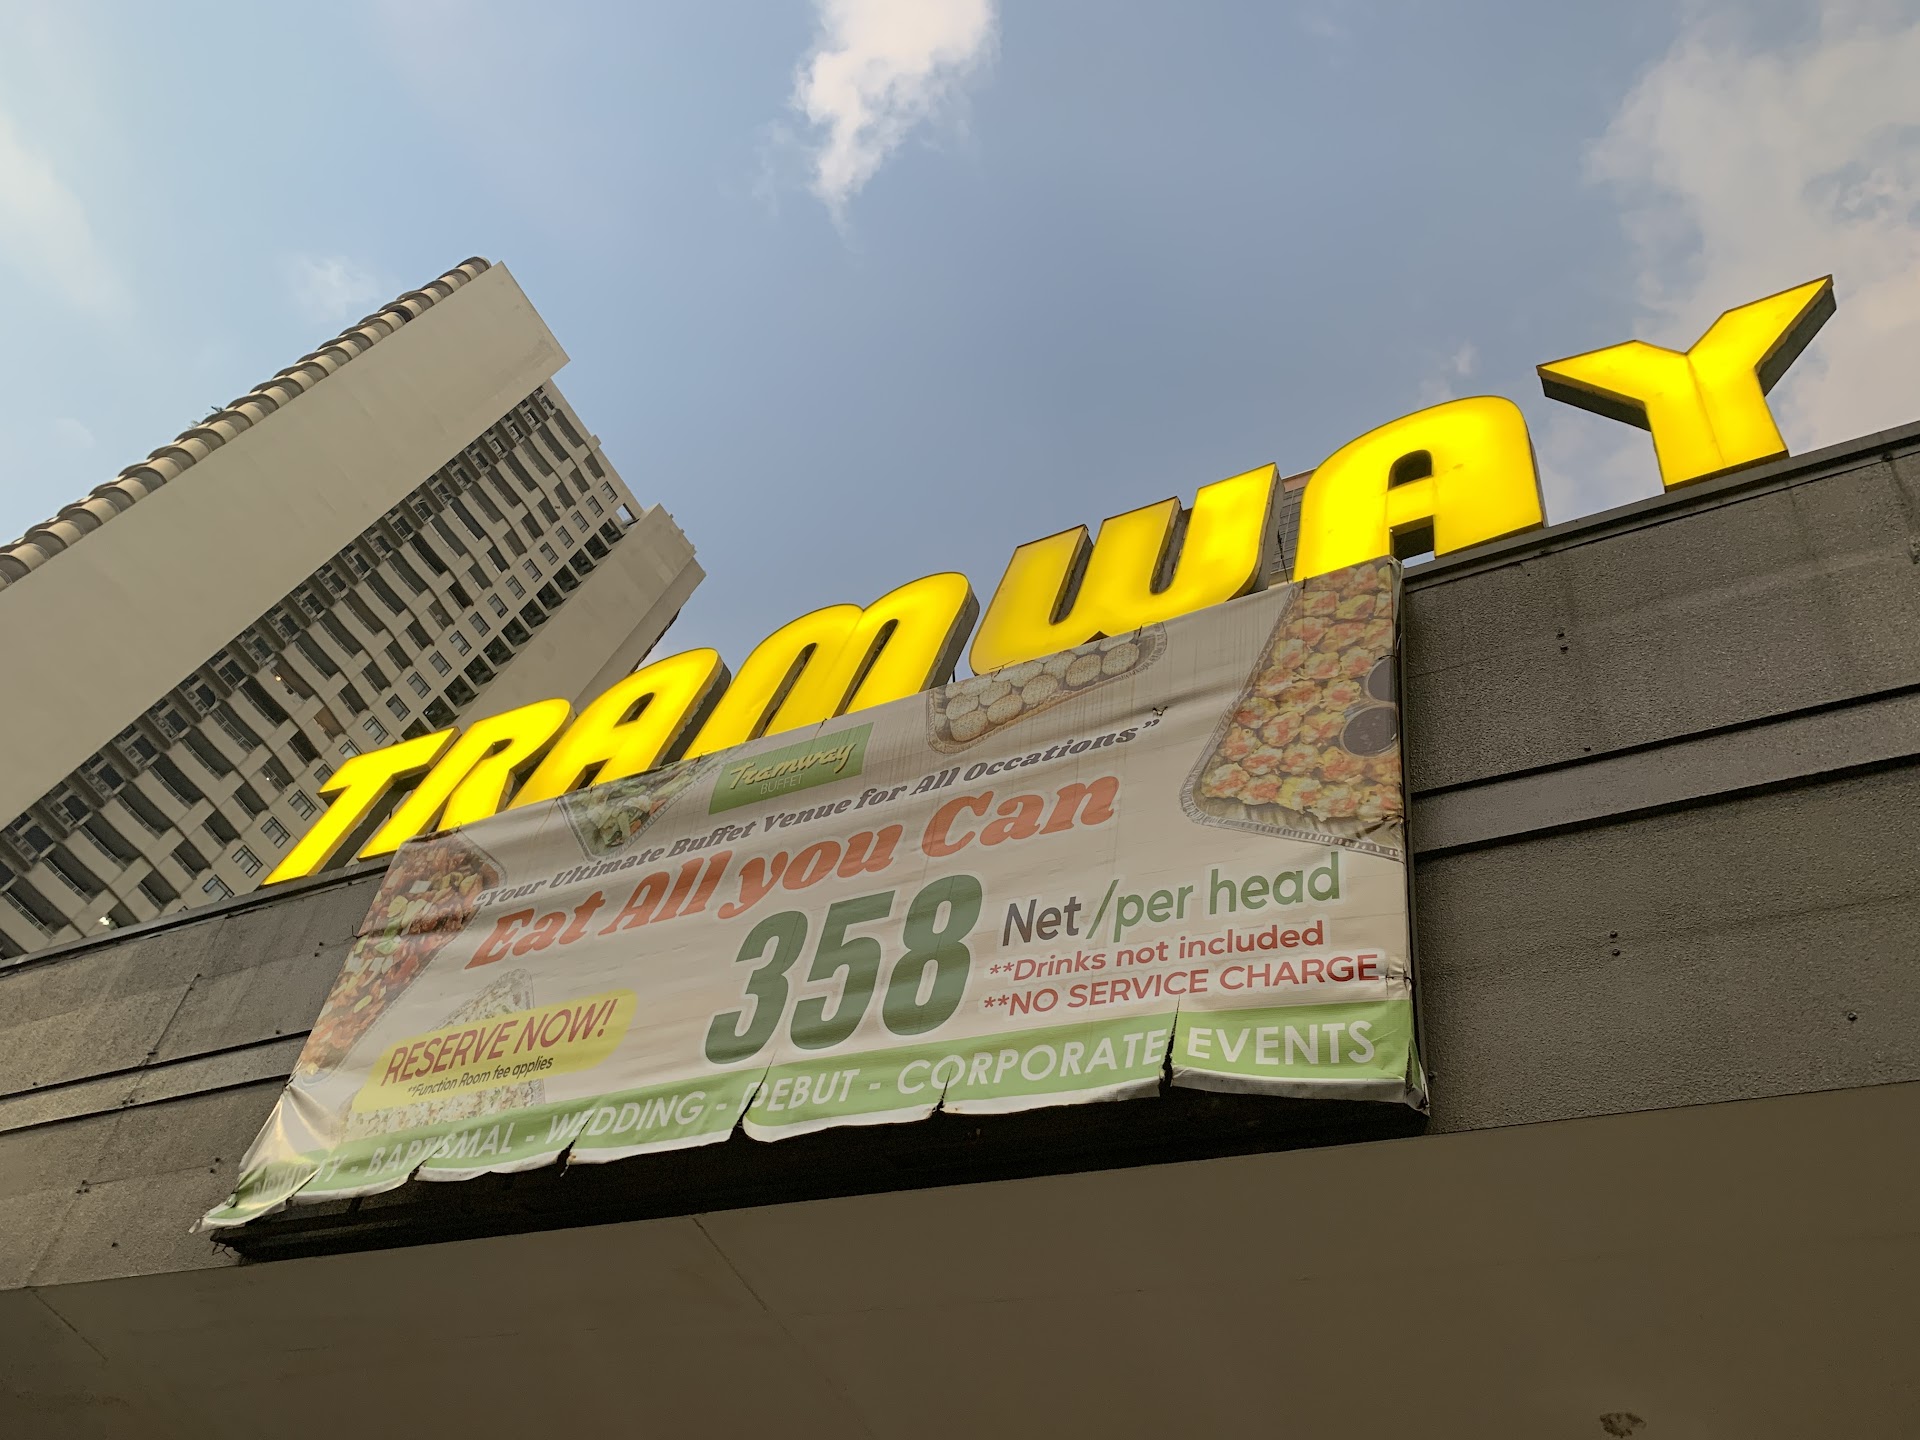 TRAMWAY
Tramway
BUFFET
"Your Ultimate Buffet Venue for All Occations"
Eat All you Can
358 Net/per head
**Drinks not included
**NO SERVICE CHARGE
RESERVE NOW!
**Function Room fee applies
BIRTHDAY - BAPTISMAL - WEDDING - DEBUT - CORPORATE EVENTS